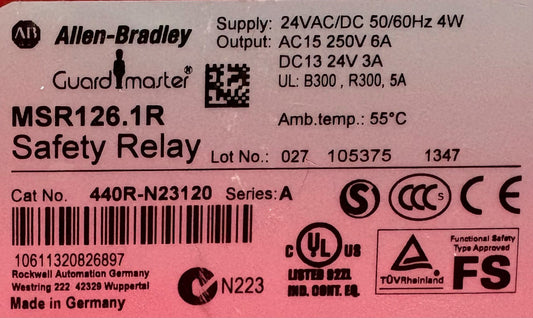 AB Allen-Bradley
Guardmaster®
MSR126.1R
Safety Relay
Supply: 24VAC/DC 50/60Hz 4W
Output: AC15 250V 6A
DC13 24V 3A
UL: B300 , R300, 5A
Amb.temp.: 55°C
Lot No.: 027 105375 1347
Cat No. 440R-N23120 Series: A
10611320826897
Rockwell Automation Germany
Westring 222 42329 Wuppertal
Made in Germany
N223
S
CCC S
CE
C UL US
LISTED 92ZL
IND. CONT. EQ.
TÜVRheinland
Functional Safety
Type Approved
FS